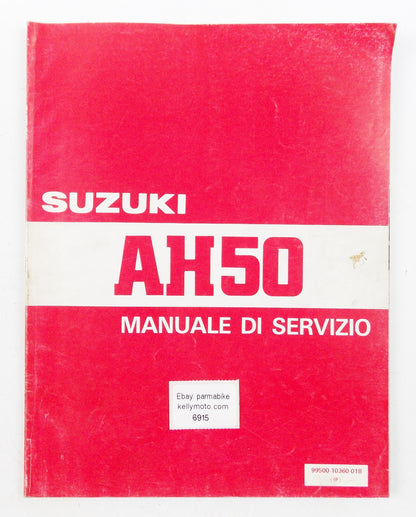 SUZUKI
AH50
MANUALE DI SERVIZIO
Ebay parmabike
kellymoto.com
6915
99500-10360-01B